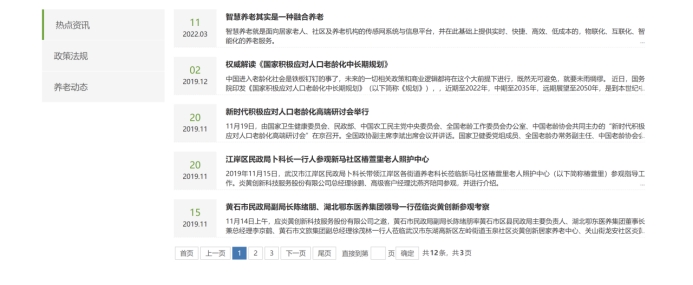 热点资讯
政策法规
养老动态
11
2022.03
智慧养老其实是一种融合养老
智慧养老就是面向居家老人、社区及养老机构的传感网系统与信息平台，并在此基础上提供实时、快捷、高效、低成本的，物联化、互联化、智
能化的养老服务。
...
02
2019.12
权威解读《国家积极应对人口老龄化中长期规划》
中国进入老龄化社会是铁板钉钉的事了，未来的一切相关政策和商业逻辑都将在这个大前提下进行，既然无可避免，就要未雨绸缪。 近日，国务
院印发《国家积极应对人口老龄化中长期规划》（以下简称《规划》），，近期至2022年，中期至2035年，远期展望至2050年，是到本世纪
20
2019.11
新时代积极应对人口老龄化高端研讨会举行
11月19日，由国家卫生健康委员会、民政部、中国农工民主党中央委员会、全国老龄工作委员会办公室、中国老龄协会共同主办的“新时代积极
应对人口老龄化高端研讨会”在京召开。全国政协副主席李斌出席会议并讲话。国家卫健委党组成员、全国老龄办常务副主任、中国老龄协会
20
2019.11
江岸区民政局卜科长一行人参观新马社区椿萱里老人照护中心
2019年11月15日，武汉市江岸区民政局卜科长带领江岸区各街道养老科长莅临新马社区椿萱里老人照护中心（以下简称椿萱里）参观指导工
作。炎黄创新科技服务股份有限公司总经理徐鹏、高级客户经理沈燕齐陪同参观，并进行介绍。
...
15
2019.11
黄石市民政局副局长陈绪朋、湖北鄂东医养集团领导一行莅临炎黄创新参观考察
11月14日上午，应炎黄创新科技服务股份有限公司之邀，黄石市民政局副局长陈绪朋率黄石市区县民政局主要负责人、湖北鄂东医养集团董事长
兼总经理李京鹤、黄石市文旅集团副总经理徐茂林一行人莅临武汉市东湖高新区左岭街道玉泉社区炎黄创新居家养老中心、关山街龙安社区
首页 上一页 1 2 3 下一页 尾页 直接到第 页 确定 共12条，共3页